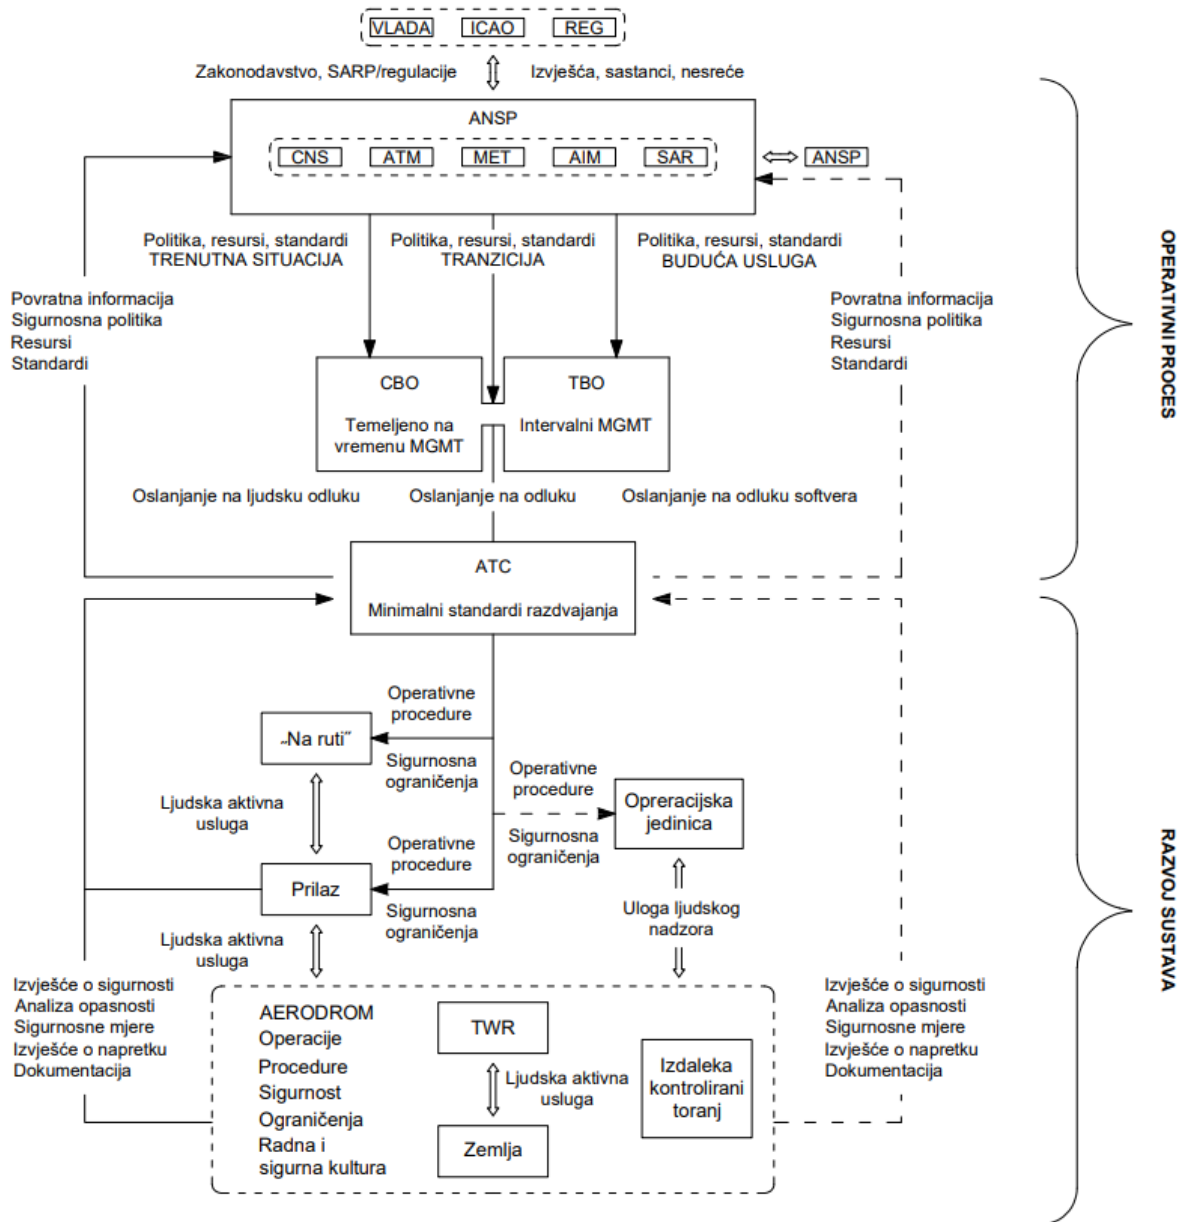 VLADA
ICAO
REG
Zakonodavstvo, SARP/regulacije
Izvješća, sastanci, nesreće
ANSP
CNS
ATM
MET
AIM
SAR
ANSP
Politika, resursi, standardi
TRENUTNA SITUACIJA
Politika, resursi, standardi
TRANZICIJA
Politika, resursi, standardi
BUDUĆA USLUGA
Povratna informacija
Sigurnosna politika
Resursi
Standardi
Povratna informacija
Sigurnosna politika
Resursi
Standardi
OPERATIVNI PROCES
CBO
Temeljeno na
vremenu MGMT
TBO
Intervalni MGMT
Oslanjanje na ljudsku odluku
Oslanjanje na odluku
Oslanjanje na odluku softvera
ATC
Minimalni standardi razdvajanja
Operativne
procedure
„Na ruti”
Sigurnosna
ograničenja
Operativne
procedure
Opreracijska
jedinica
Ljudska aktivna
usluga
Sigurnosna
ograničenja
Operativne
procedure
Prilaz
Sigurnosna
ograničenja
Uloga ljudskog
nadzora
Ljudska aktivna
usluga
RAZVOJ SUSTAVA
Izvješće o sigurnosti
Analiza opasnosti
Sigurnosne mjere
Izvješće o napretku
Dokumentacija
AERODROM
Operacije
Procedure
Sigurnost
Ograničenja
Radna i
sigurna kultura
TWR
Ljudska aktivna
usluga
Zemlja
Izdaleka
kontrolirani
toranj
Izvješće o sigurnosti
Analiza opasnosti
Sigurnosne mjere
Izvješće o napretku
Dokumentacija